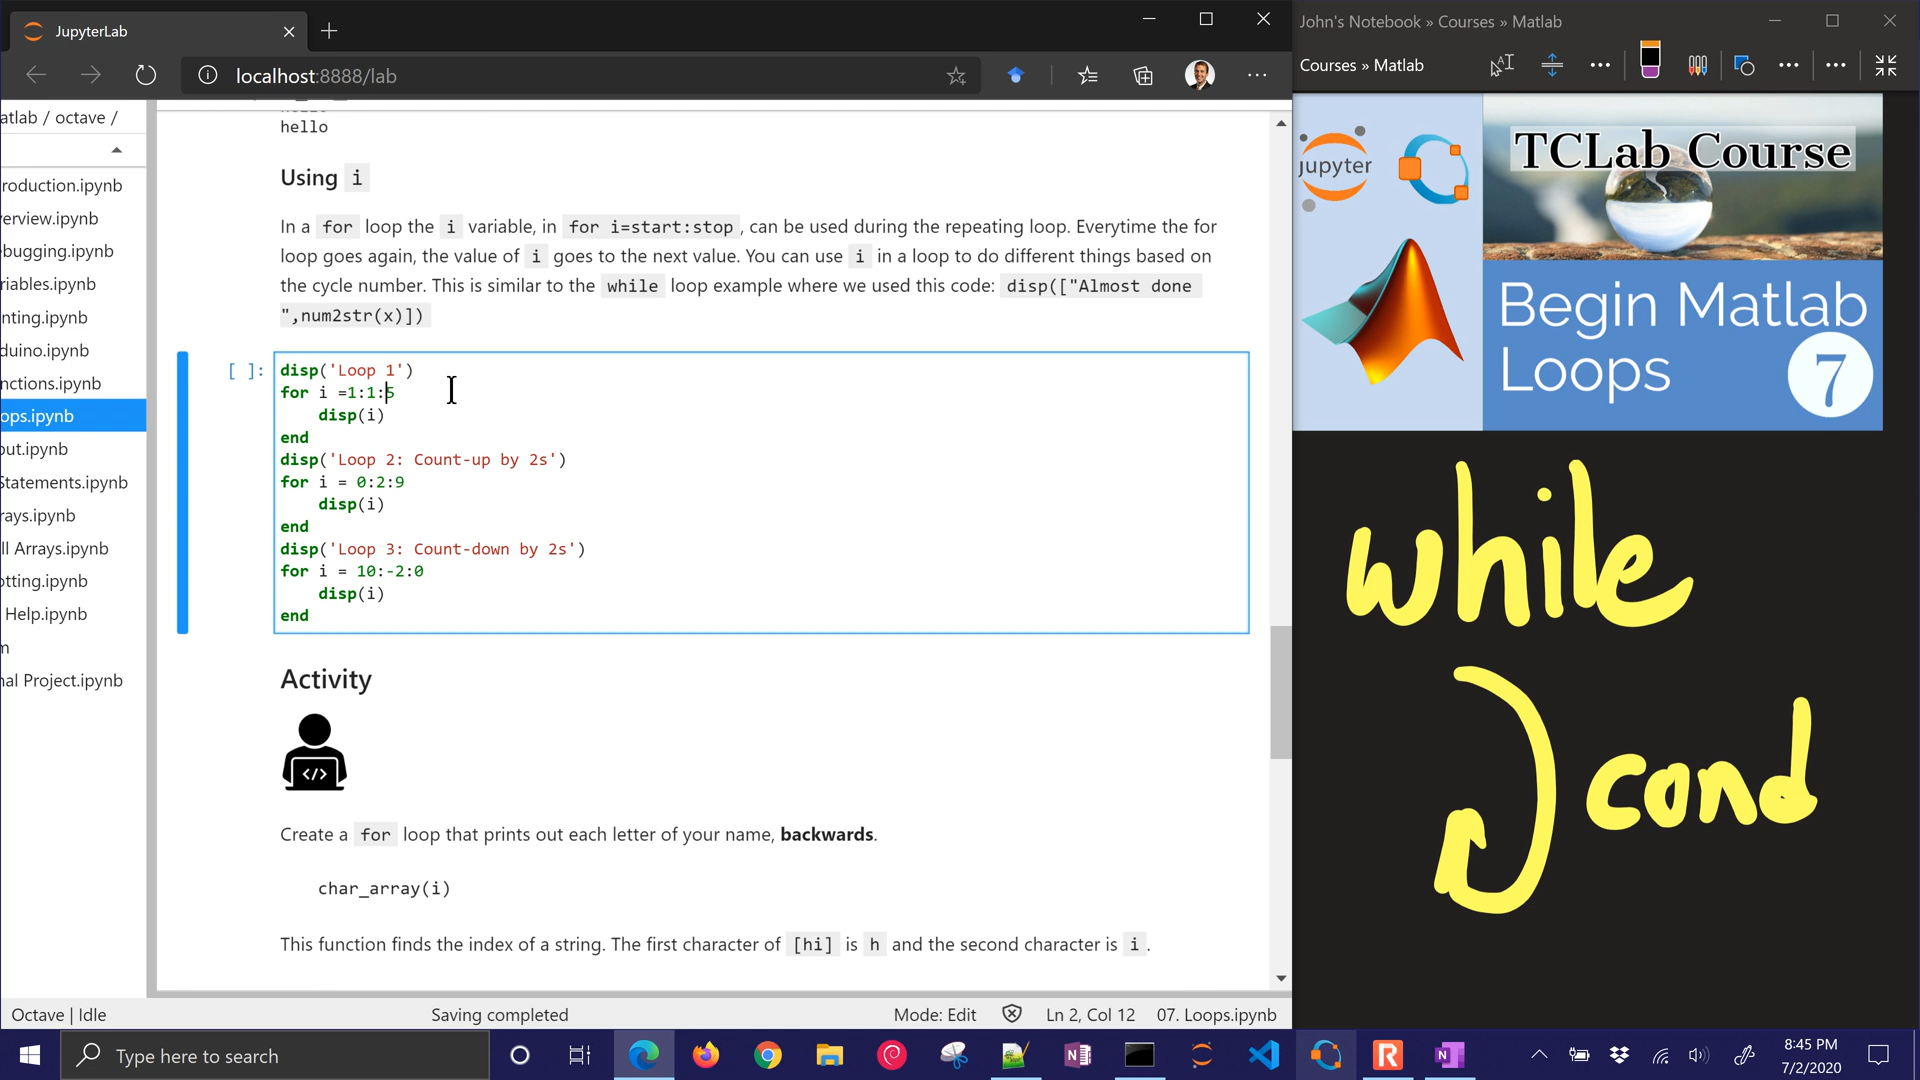 JupyterLab
localhost:8888/lab
atlab / octave /
roduction.ipynb
verview.ipynb
ebugging.ipynb
riables.ipynb
nting.ipynb
duino.ipynb
nctions.ipynb
ops.ipynb
out.ipynb
Statements.ipynb
rays.ipynb
ll Arrays.ipynb
otting.ipynb
Help.ipynb
m
nal Project.ipynb
hello
Using i
In a for loop the i variable, in for i=start:stop, can be used during the repeating loop. Everytime the for
loop goes again, the value of i goes to the next value. You can use i in a loop to do different things based on
the cycle number. This is similar to the while loop example where we used this code: disp(["Almost done
",num2str(x)])
[ ]:
disp('Loop 1')
for i =1:1:5
    disp(i)
end
disp('Loop 2: Count-up by 2s')
for i = 0:2:9
    disp(i)
end
disp('Loop 3: Count-down by 2s')
for i = 10:-2:0
    disp(i)
end
Activity
</>
Create a for loop that prints out each letter of your name, backwards.
char_array(i)
This function finds the index of a string. The first character of [hi] is h and the second character is i.
Octave | Idle
Saving completed
Mode: Edit
Ln 2, Col 12
07. Loops.ipynb
John's Notebook » Courses » Matlab
Courses » Matlab
jupyter
TCLab Course
Begin Matlab
Loops
7
while
cond
Type here to search
8:45 PM
7/2/2020